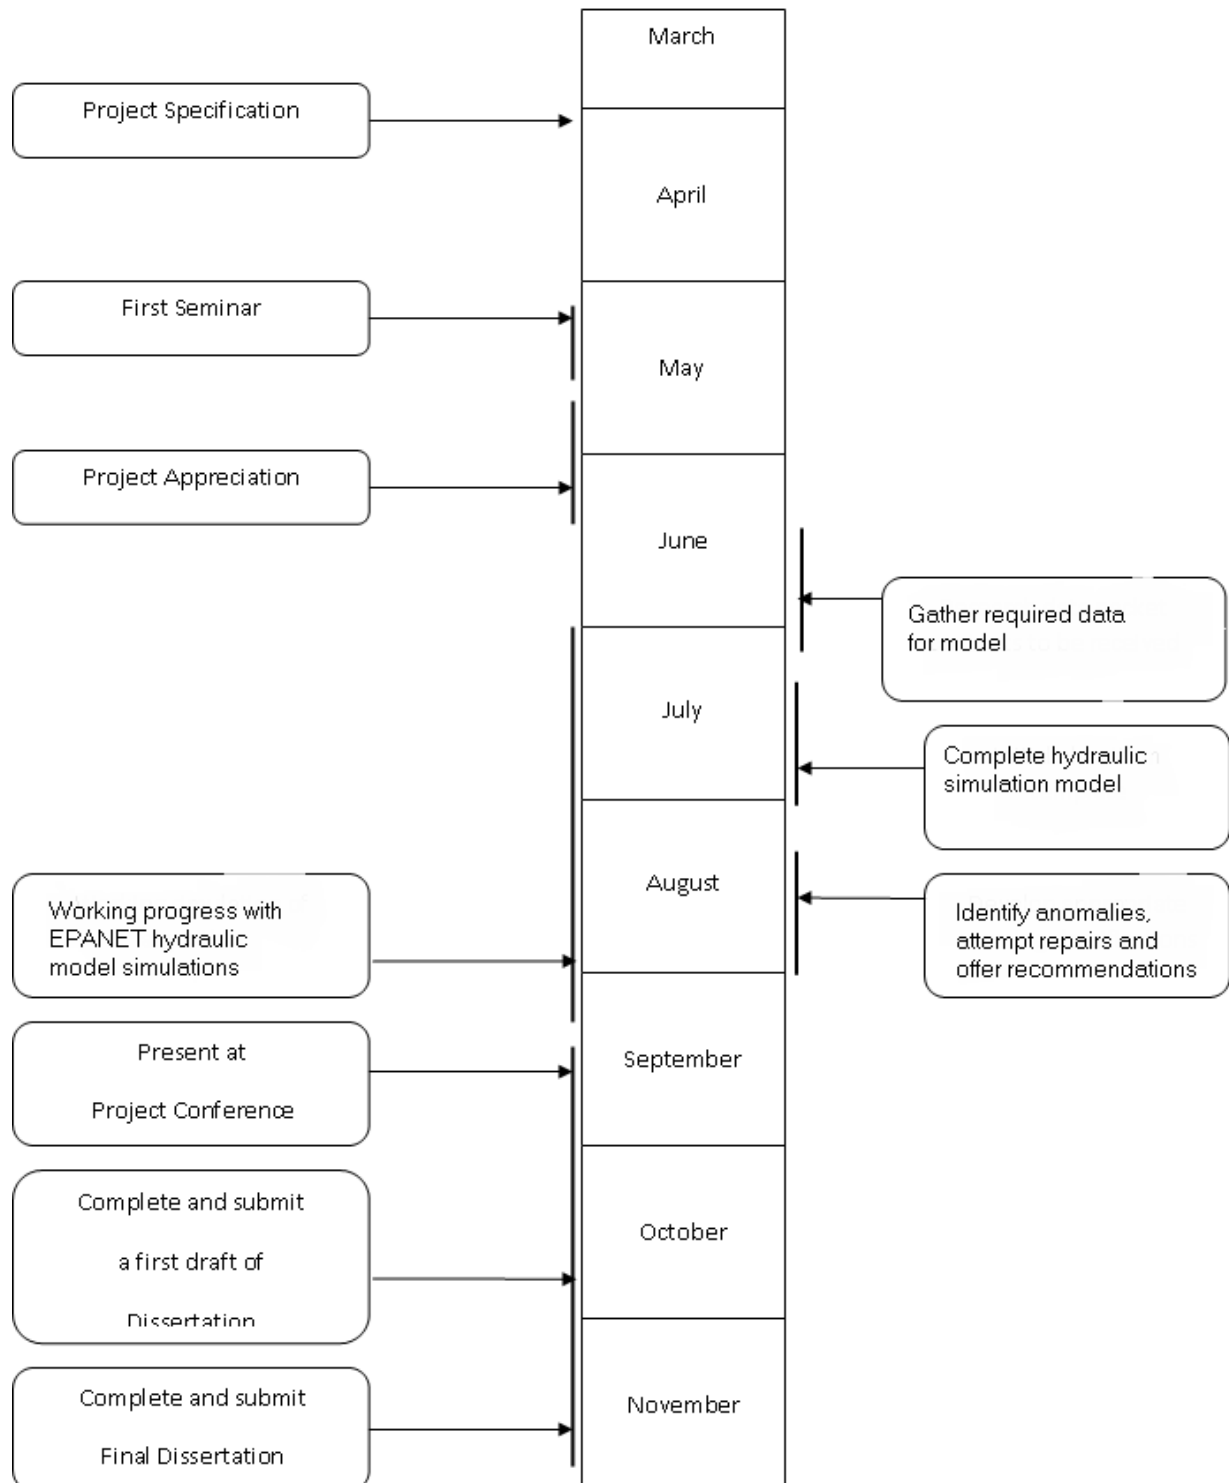 March
Project Specification
April
First Seminar
May
Project Appreciation
June
Gather required data
for model
July
Complete hydraulic
simulation model
August
Working progress with
EPANET hydraulic
model simulations
Identify anomalies,
attempt repairs and
offer recommendations
September
Present at
Project Conference
October
Complete and submit
a first draft of
Dissertation
November
Complete and submit
Final Dissertation